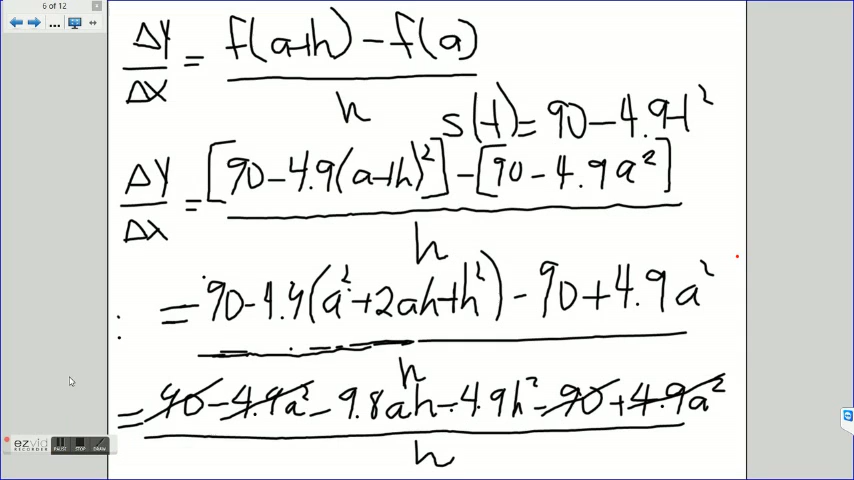 6 of 12
ΔY/ΔX = (f(a+h) - f(a))/h
s(t) = 90 - 4.9t²
ΔY/ΔX = ([90 - 4.9(a+h)²] - [90 - 4.9a²])/h
= (90 - 4.9(a² + 2ah + h²) - 90 + 4.9a²)/h
= (90 - 4.9a² - 9.8ah - 4.9h² - 90 + 4.9a²)/h
ezvid
RECORDER
PAUSE STOP DRAW